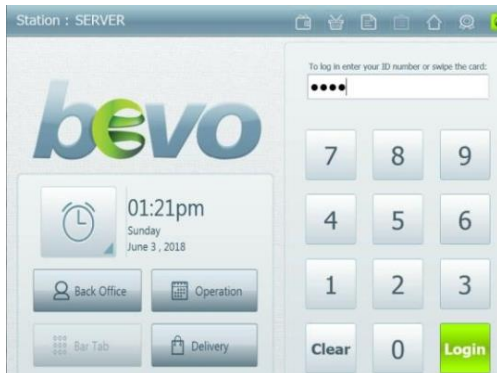 Station : SERVER
To log in enter your ID number or swipe the card:
bevo
7 8 9
01:21pm
Sunday
June 3 , 2018
4 5 6
Back Office
Operation
1 2 3
Bar Tab
Delivery
Clear 0 Login